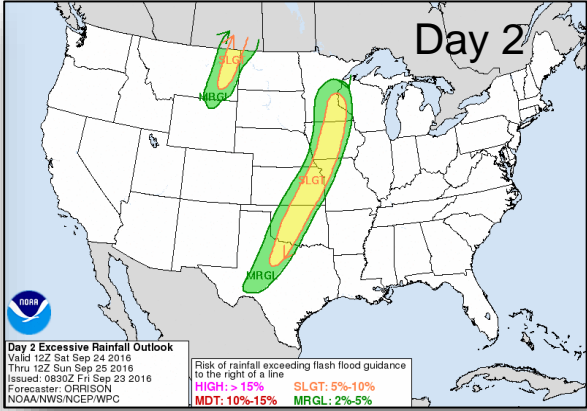 Day 2
SLGT
MRGL
SLGT
MRGL
NOAA
Day 2 Excessive Rainfall Outlook
Valid 12Z Sat Sep 24 2016
Thru 12Z Sun Sep 25 2016
Issued: 0830Z Fri Sep 23 2016
Forecaster: ORRISON
NOAA/NWS/NCEP/WPC
Risk of rainfall exceeding flash flood guidance
to the right of a line
HIGH: > 15% SLGT: 5%-10%
MDT: 10%-15% MRGL: 2%-5%